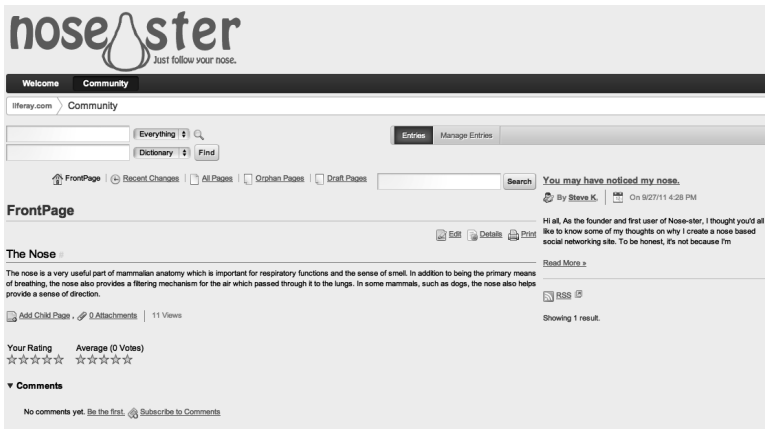 nose-ster
Just follow your nose.
Welcome Community
liferay.com Community
Everything
Dictionary Find
Entries Manage Entries
FrontPage Recent Changes All Pages Orphan Pages Draft Pages Search
FrontPage
Edit Details Print
The Nose
The nose is a very useful part of mammalian anatomy which is important for respiratory functions and the sense of smell. In addition to being the primary means
of breathing, the nose also provides a filtering mechanism for the air which passed through it to the lungs. In some mammals, such as dogs, the nose also helps
provide a sense of direction.
Add Child Page , 0 Attachments 11 Views
Your Rating Average (0 Votes)
Comments
No comments yet. Be the first. Subscribe to Comments
You may have noticed my nose.
By Steve K. On 9/27/11 4:28 PM
Hi all, As the founder and first user of Nose-ster, I thought you'd all
like to know some of my thoughts on why I create a nose based
social networking site. To be honest, it's not because I'm
Read More »
RSS
Showing 1 result.